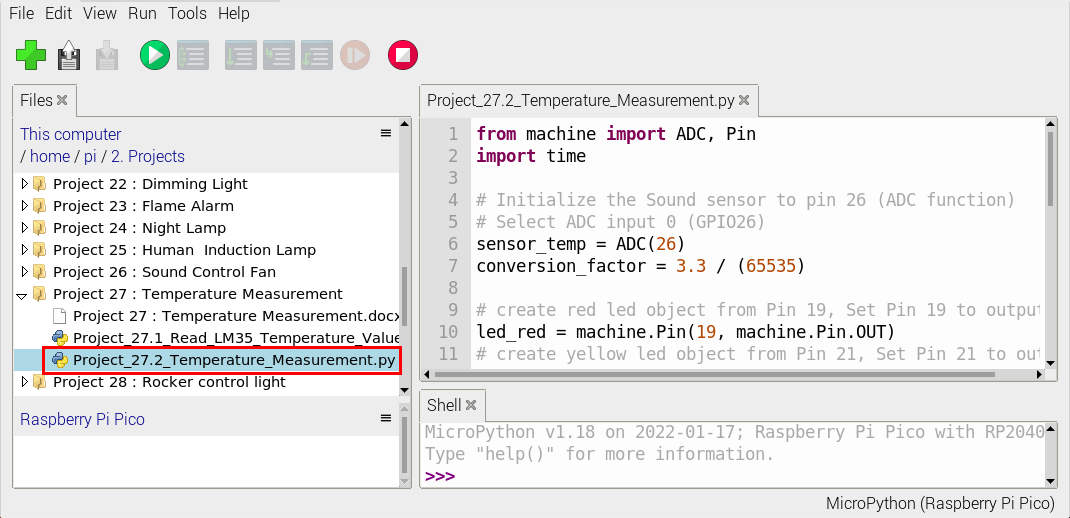 File Edit View Run Tools Help
Files
This computer
/ home / pi / 2. Projects
Project 22 : Dimming Light
Project 23 : Flame Alarm
Project 24 : Night Lamp
Project 25 : Human  Induction Lamp
Project 26 : Sound Control Fan
Project 27 : Temperature Measurement
Project 27 : Temperature Measurement.docx
Project_27.1_Read_LM35_Temperature_Value
Project_27.2_Temperature_Measurement.py
Project 28 : Rocker control light
Raspberry Pi Pico
Project_27.2_Temperature_Measurement.py
1 from machine import ADC, Pin
2 import time
3
4 # Initialize the Sound sensor to pin 26 (ADC function)
5 # Select ADC input 0 (GPIO26)
6 sensor_temp = ADC(26)
7 conversion_factor = 3.3 / (65535)
8
9 # create red led object from Pin 19, Set Pin 19 to output
10 led_red = machine.Pin(19, machine.Pin.OUT)
11 # create yellow led object from Pin 21, Set Pin 21 to out
Shell
MicroPython v1.18 on 2022-01-17; Raspberry Pi Pico with RP2040
Type "help()" for more information.
>>>
MicroPython (Raspberry Pi Pico)